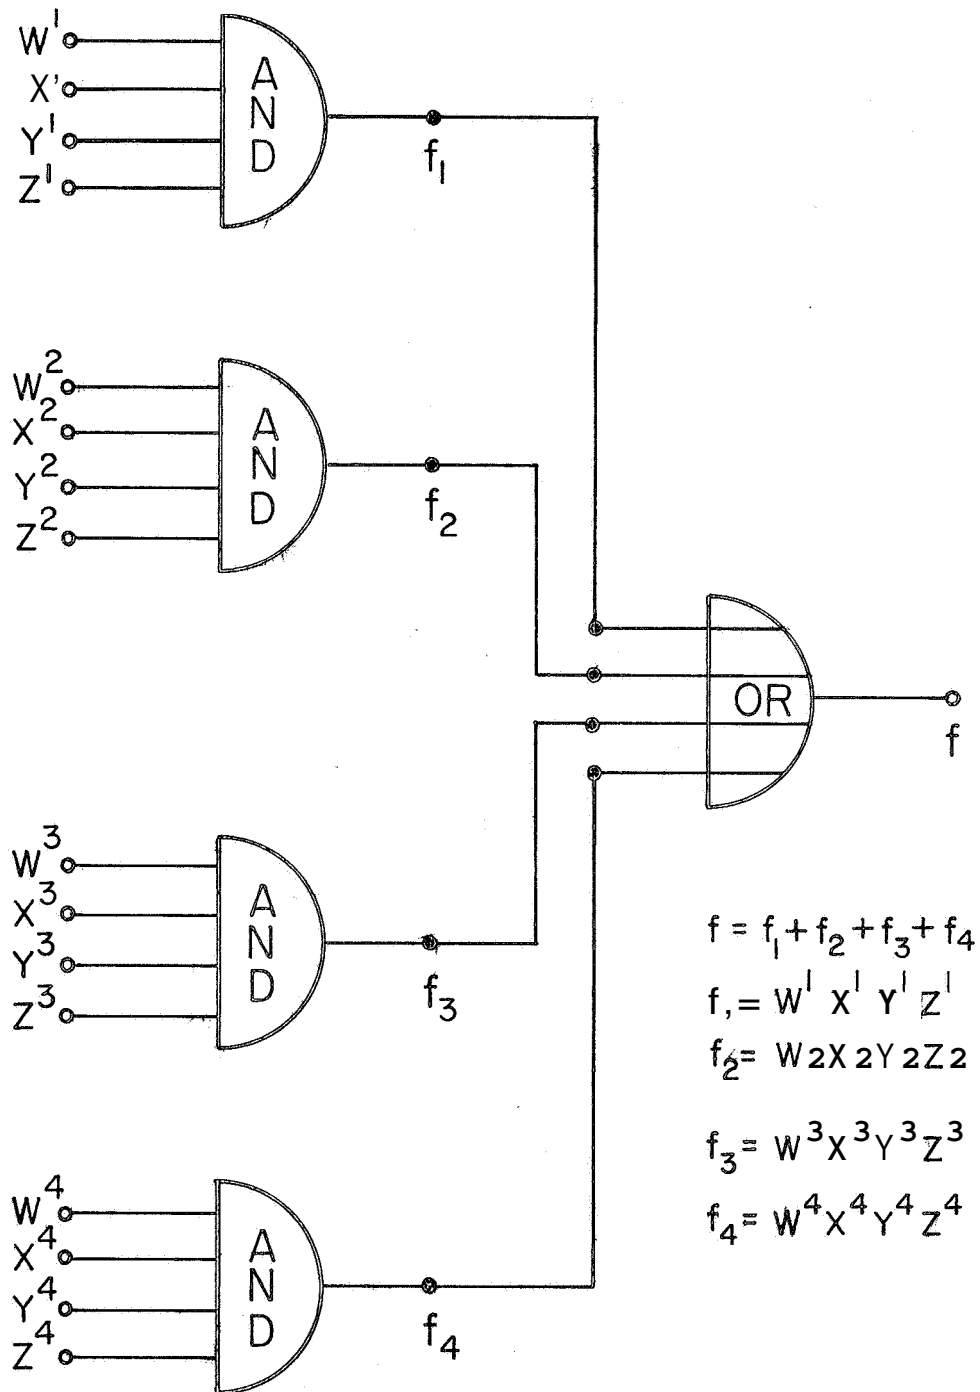 W¹
X'
Y¹
Z¹
AND
f₁
W²
X²
Y²
Z²
AND
f₂
OR
f
W³
X³
Y³
Z³
AND
f₃
f = f₁ + f₂ + f₃ + f₄
f₁ = W¹ X¹ Y¹ Z¹
f₂ = W2X2Y2Z2
f₃ = W³X³Y³Z³
f₄ = W⁴X⁴Y⁴Z⁴
W⁴
X⁴
Y⁴
Z⁴
AND
f₄